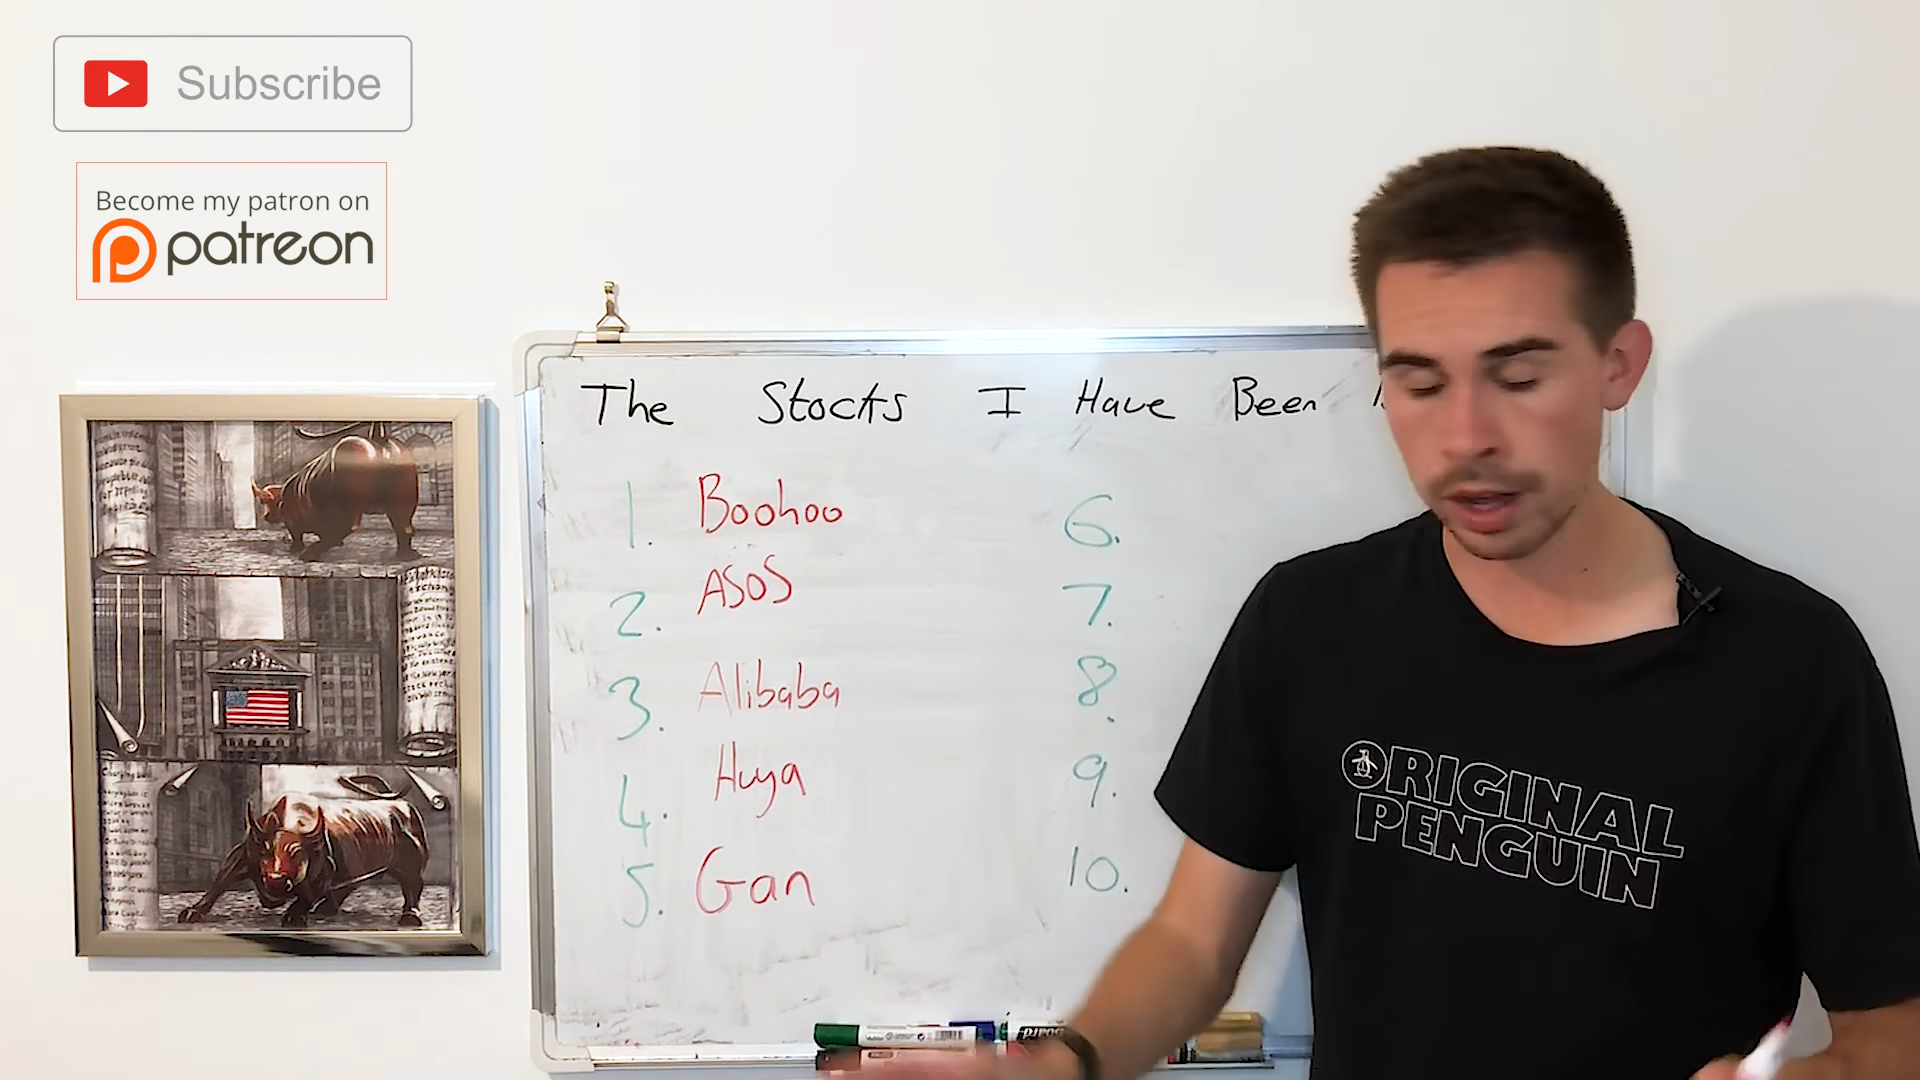 Subscribe
Become my patron on
patreon
The Stocks I Have Been
1. Boohoo
2. ASOS
3. Alibaba
4. Huya
5. Gan
6.
7.
8.
9.
10.
ORIGINAL
PENGUIN